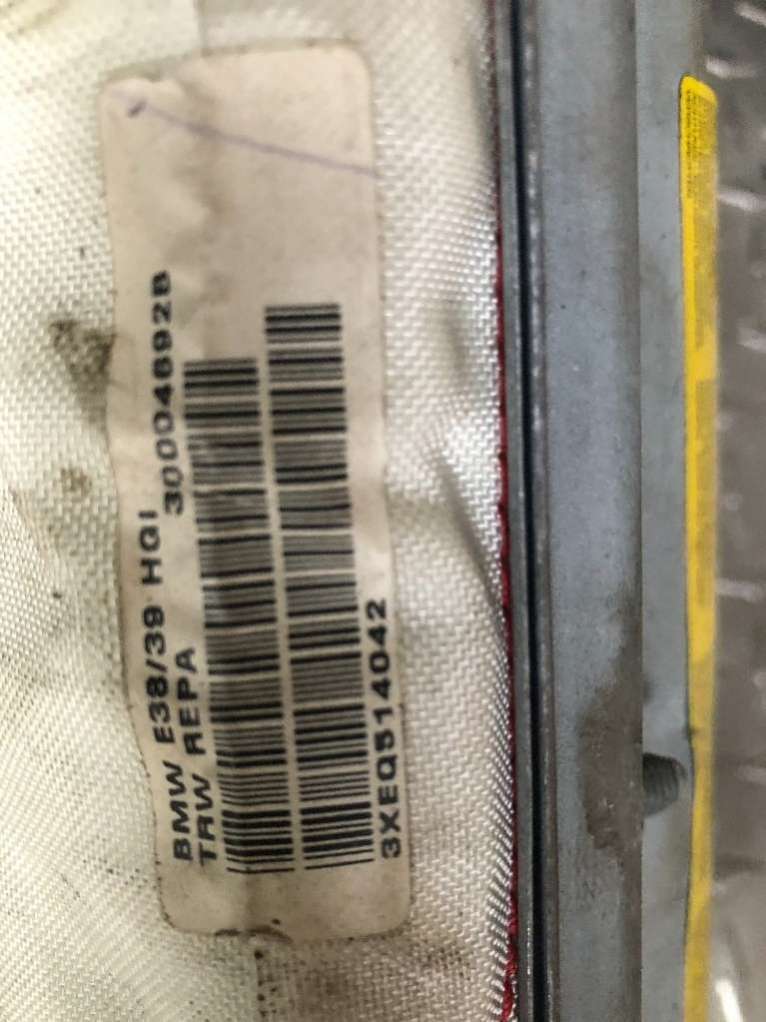 BMW E38/39 HGI
TRW REPA 30004692B
3XEQ514042